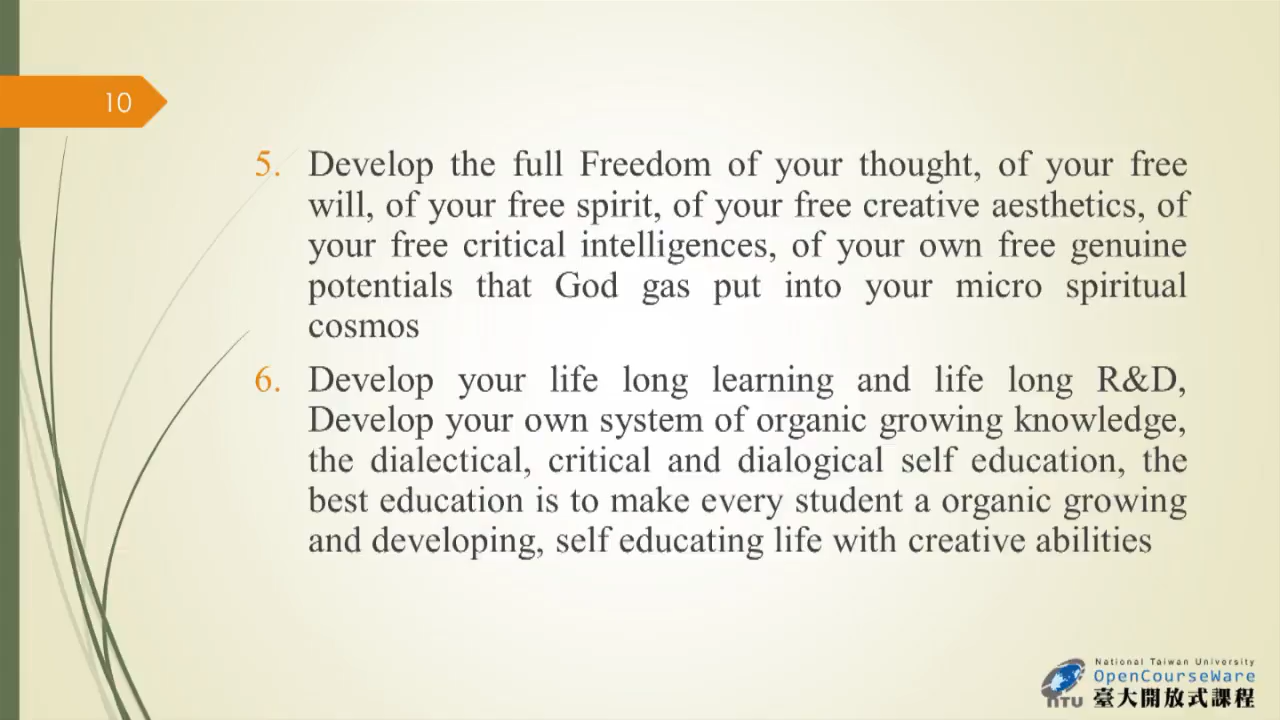 10
5. Develop the full Freedom of your thought, of your free
will, of your free spirit, of your free creative aesthetics, of
your free critical intelligences, of your own free genuine
potentials that God gas put into your micro spiritual
cosmos
6. Develop your life long learning and life long R&D,
Develop your own system of organic growing knowledge,
the dialectical, critical and dialogical self education, the
best education is to make every student a organic growing
and developing, self educating life with creative abilities
National Taiwan University
OpenCourseWare
NTU 臺大開放式課程